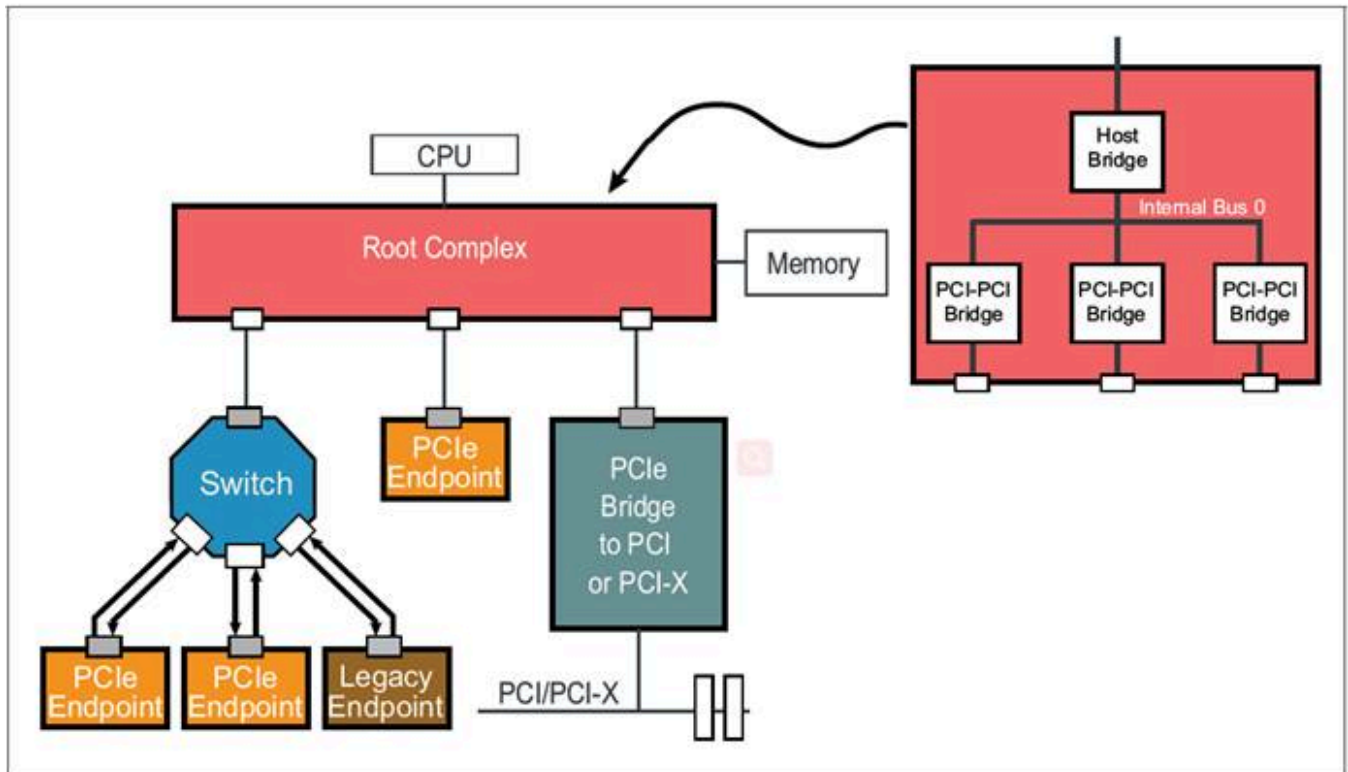 CPU
Root Complex
Memory
Host
Bridge
Internal Bus 0
PCI-PCI
Bridge
PCI-PCI
Bridge
PCI-PCI
Bridge
Switch
PCIe
Endpoint
PCIe
Bridge
to PCI
or PCI-X
PCIe
Endpoint
PCIe
Endpoint
Legacy
Endpoint
PCI/PCI-X